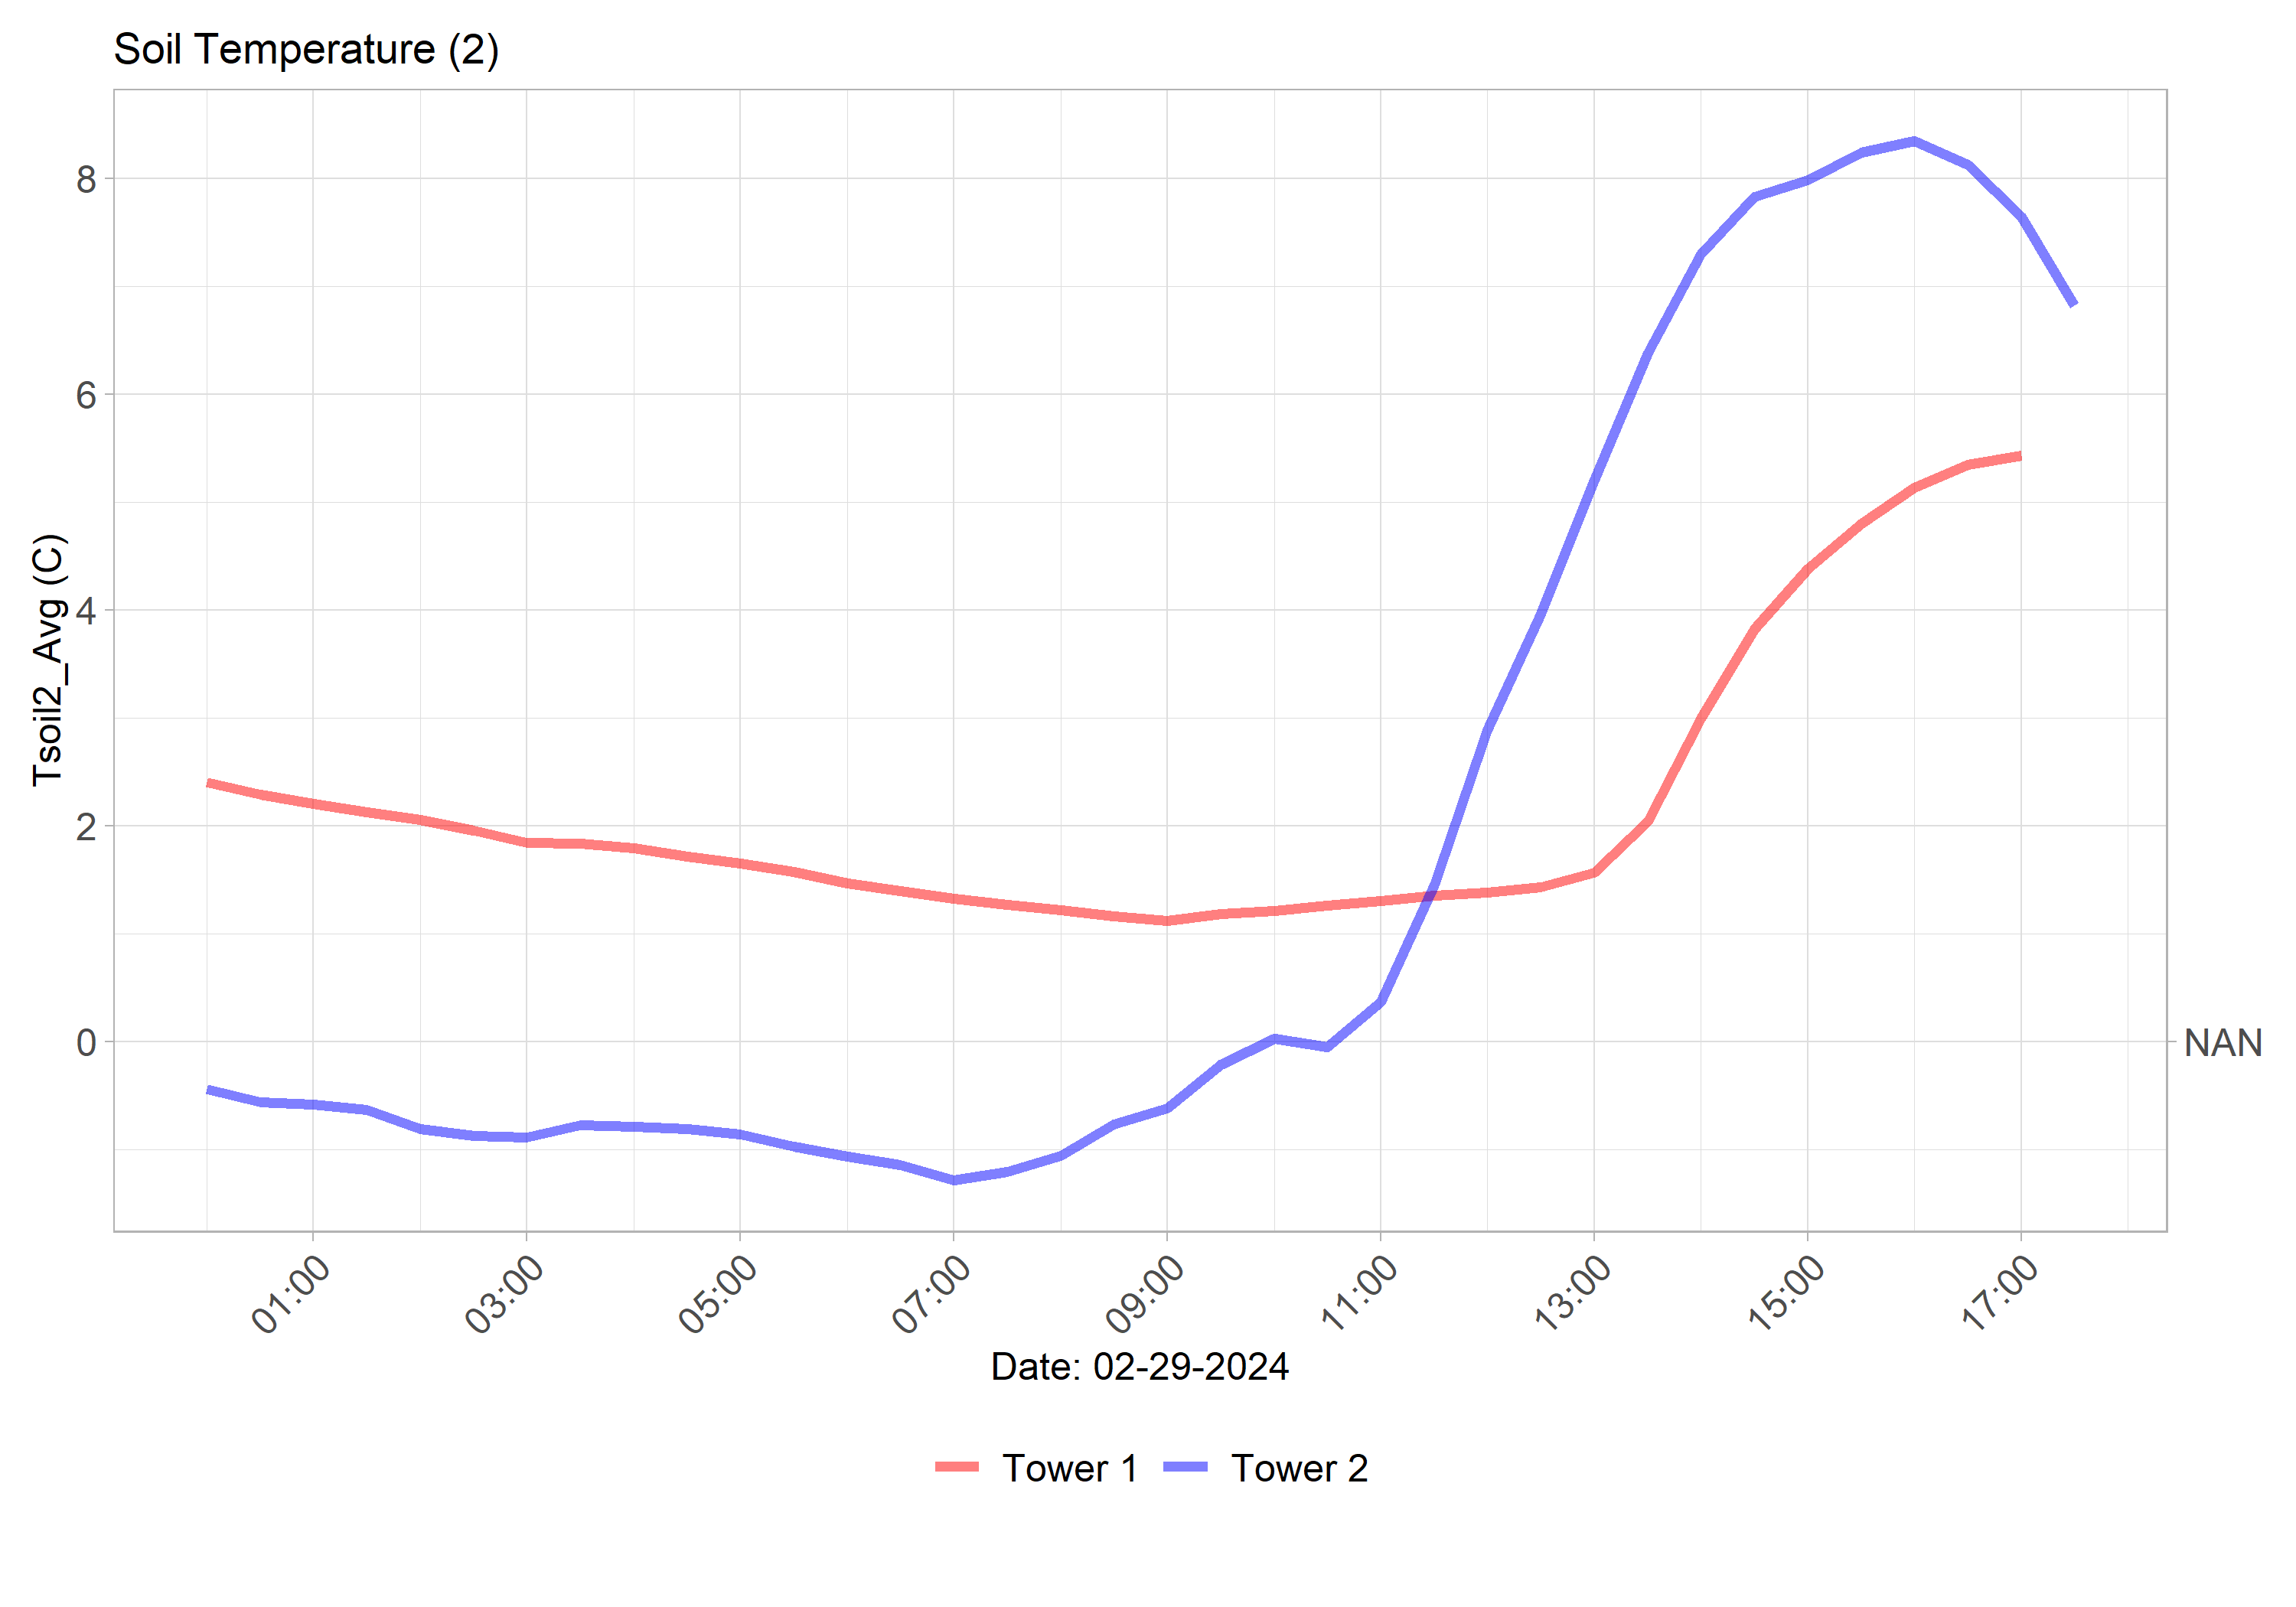 Soil Temperature (2)
Tsoil2_Avg (C)
8
6
4
2
0
NAN
01:00 03:00 05:00 07:00 09:00 11:00 13:00 15:00 17:00
Date: 02-29-2024
Tower 1 Tower 2